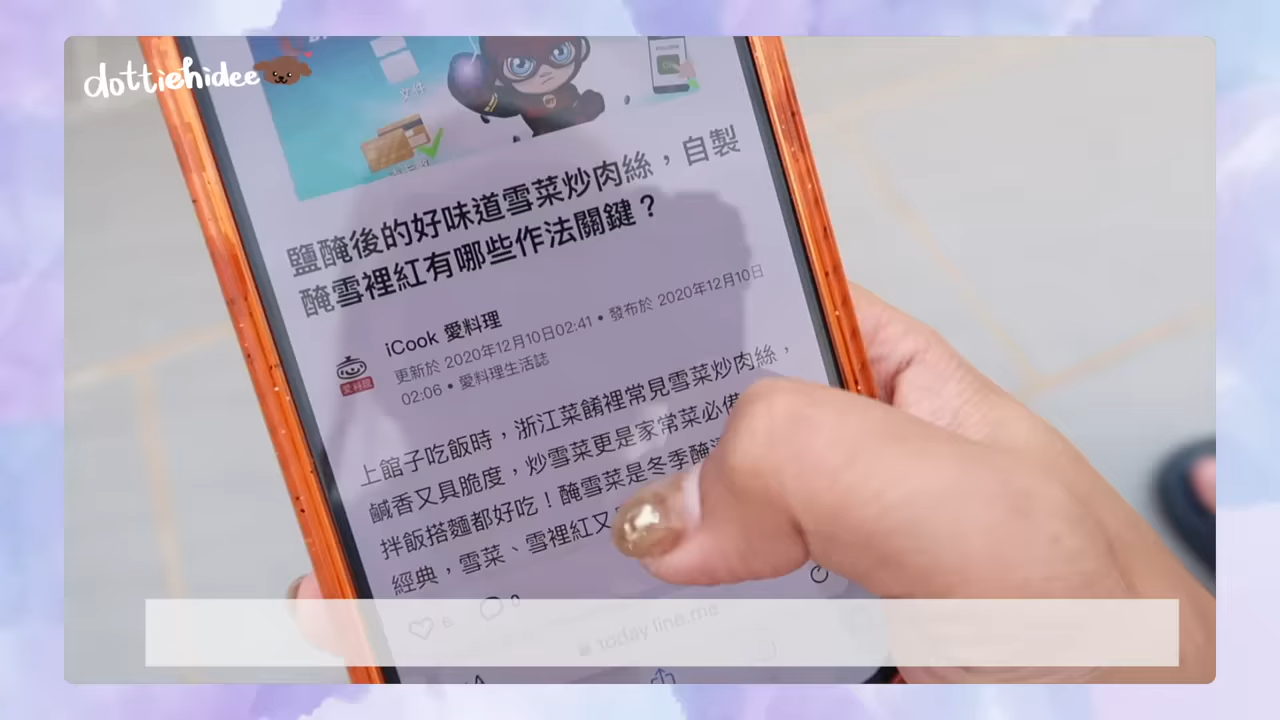 dottiehidee
鹽醃後的好味道雪菜炒肉絲，自製
醃雪裡紅有哪些作法關鍵？
iCook 愛料理
更新於 2020年12月10日02:41 • 發布於 2020年12月10日
02:06 • 愛料理生活誌
上館子吃飯時，浙江菜餚裡常見雪菜炒肉絲，
鹹香又具脆度，炒雪菜更是家常菜必備
拌飯搭麵都好吃！醃雪菜是冬季醃
經典，雪菜、雪裡紅又
0
today.line.me